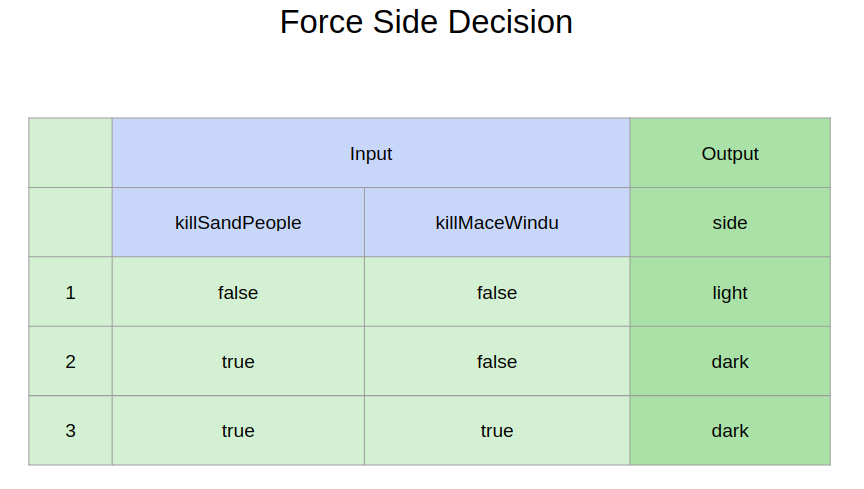 Force Side Decision
Input Output
killSandPeople killMaceWindu side
1 false false light
2 true false dark
3 true true dark